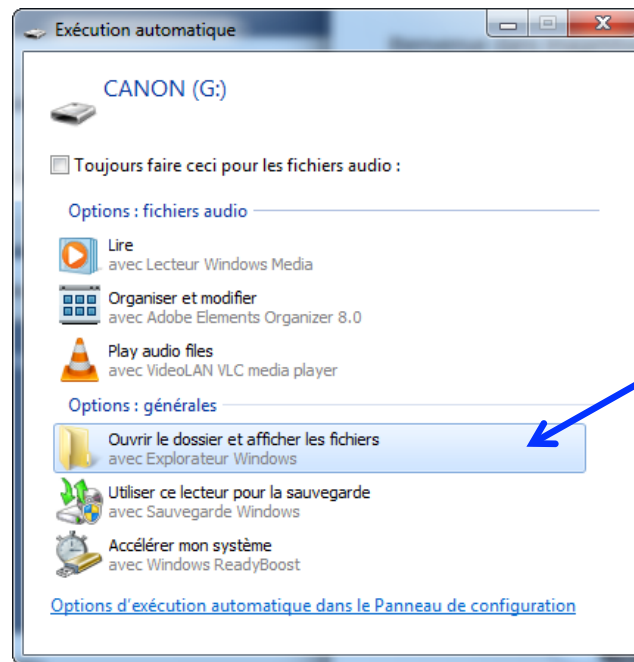 Exécution automatique
CANON (G:)
Toujours faire ceci pour les fichiers audio :
Options : fichiers audio
Lire
avec Lecteur Windows Media
Organiser et modifier
avec Adobe Elements Organizer 8.0
Play audio files
avec VideoLAN VLC media player
Options : générales
Ouvrir le dossier et afficher les fichiers
avec Explorateur Windows
Utiliser ce lecteur pour la sauvegarde
avec Sauvegarde Windows
Accélérer mon système
avec Windows ReadyBoost
Options d'exécution automatique dans le Panneau de configuration